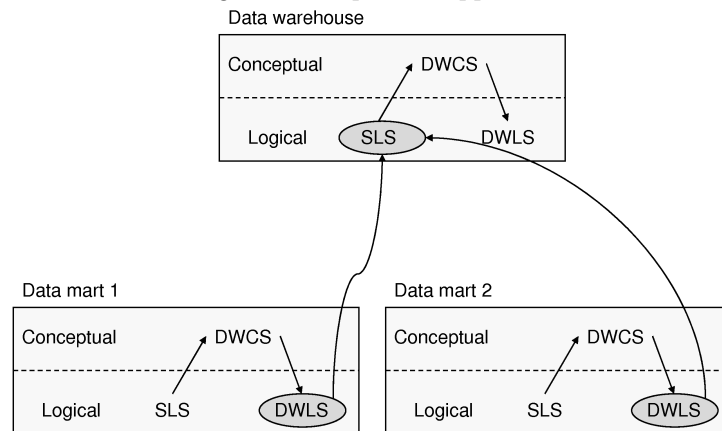 Data warehouse
Conceptual DWCS
Logical SLS DWLS
Data mart 1 Data mart 2
Conceptual DWCS Conceptual DWCS
Logical SLS DWLS Logical SLS DWLS